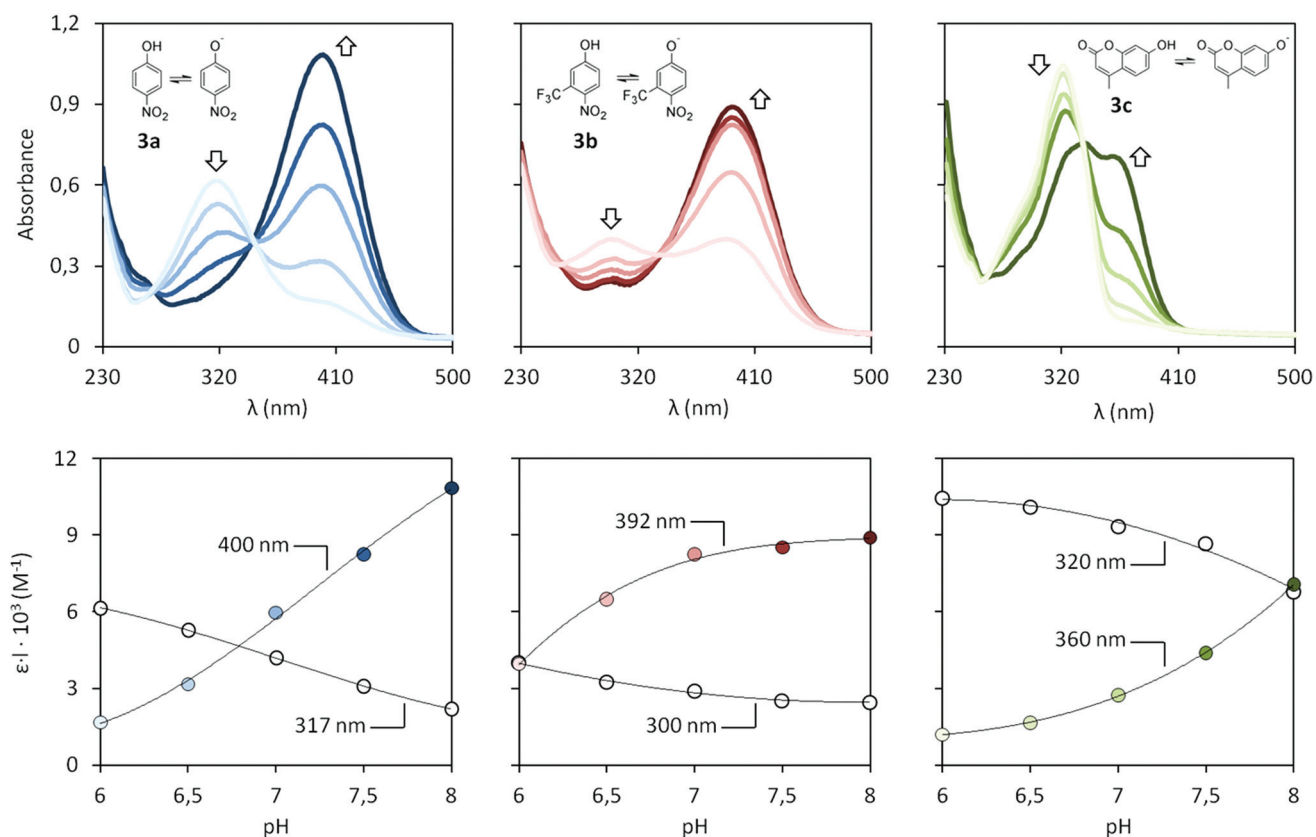 Absorbance
1,2
0,9
0,6
0,3
0
OH
O-
NO2
NO2
3a
230
320
410
500
λ (nm)
OH
O-
F3C
NO2
F3C
NO2
3b
230
320
410
500
λ (nm)
O
O
OH
O
O
O-
3c
230
320
410
500
λ (nm)
ε·l · 10³ (M⁻¹)
12
9
6
3
0
400 nm
317 nm
6
6,5
7
7,5
8
pH
392 nm
300 nm
6
6,5
7
7,5
8
pH
320 nm
360 nm
6
6,5
7
7,5
8
pH